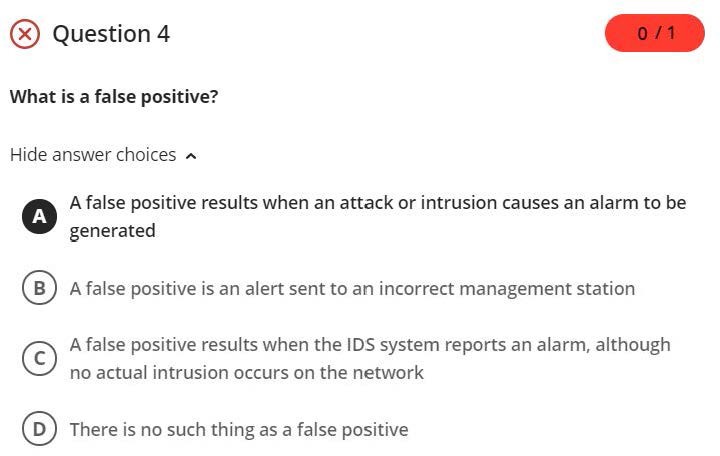 Question 4
0 / 1
What is a false positive?
Hide answer choices
A
A false positive results when an attack or intrusion causes an alarm to be
generated
B
A false positive is an alert sent to an incorrect management station
C
A false positive results when the IDS system reports an alarm, although
no actual intrusion occurs on the network
D
There is no such thing as a false positive